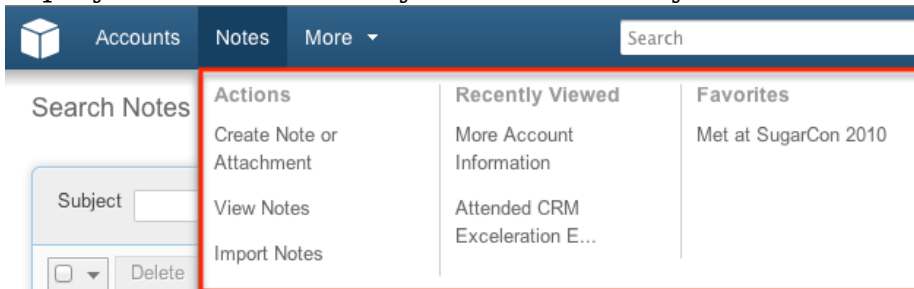 Accounts Notes More Search
Search Notes
Actions
Create Note or
Attachment
View Notes
Import Notes
Recently Viewed
More Account
Information
Attended CRM
Exceleration E...
Favorites
Met at SugarCon 2010
Subject
Delete